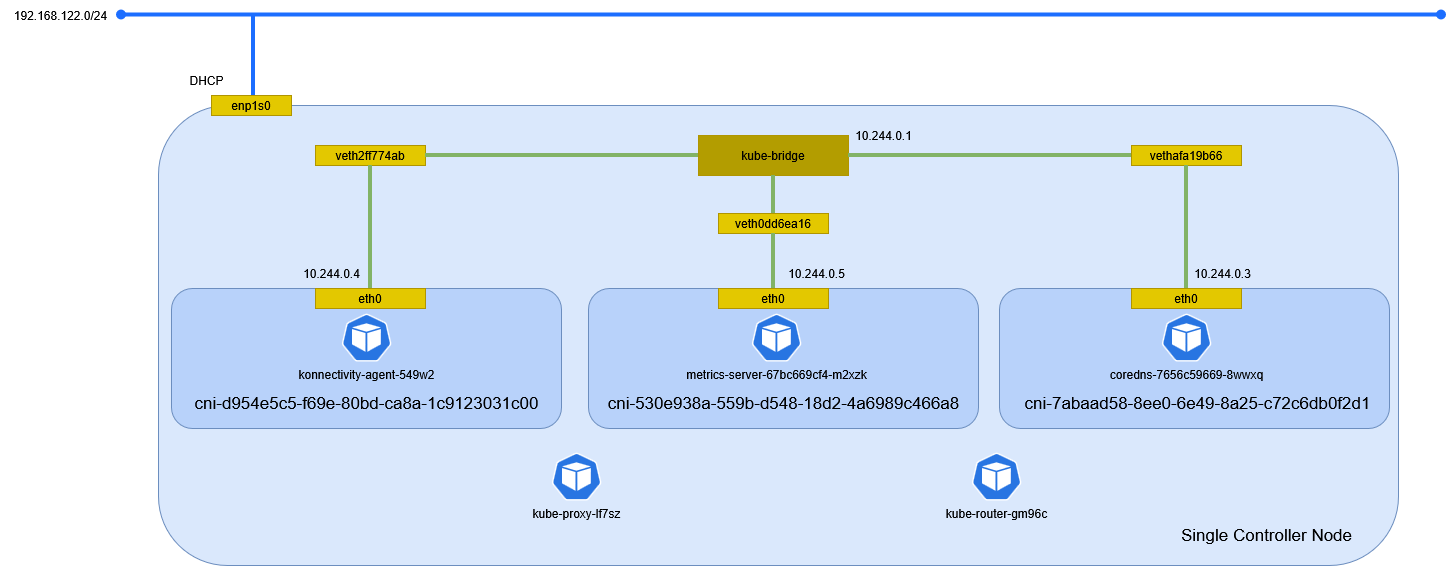 192.168.122.0/24
DHCP
enp1s0
10.244.0.1
veth2ff774ab
kube-bridge
vethafa19b66
veth0dd6ea16
10.244.0.4
10.244.0.5
10.244.0.3
eth0
eth0
eth0
konnectivity-agent-549w2
metrics-server-67bc669cf4-m2xzk
coredns-7656c59669-8wwxq
cni-d954e5c5-f69e-80bd-ca8a-1c9123031c00
cni-530e938a-559b-d548-18d2-4a6989c466a8
cni-7abaad58-8ee0-6e49-8a25-c72c6db0f2d1
kube-proxy-lf7sz
kube-router-gm96c
Single Controller Node